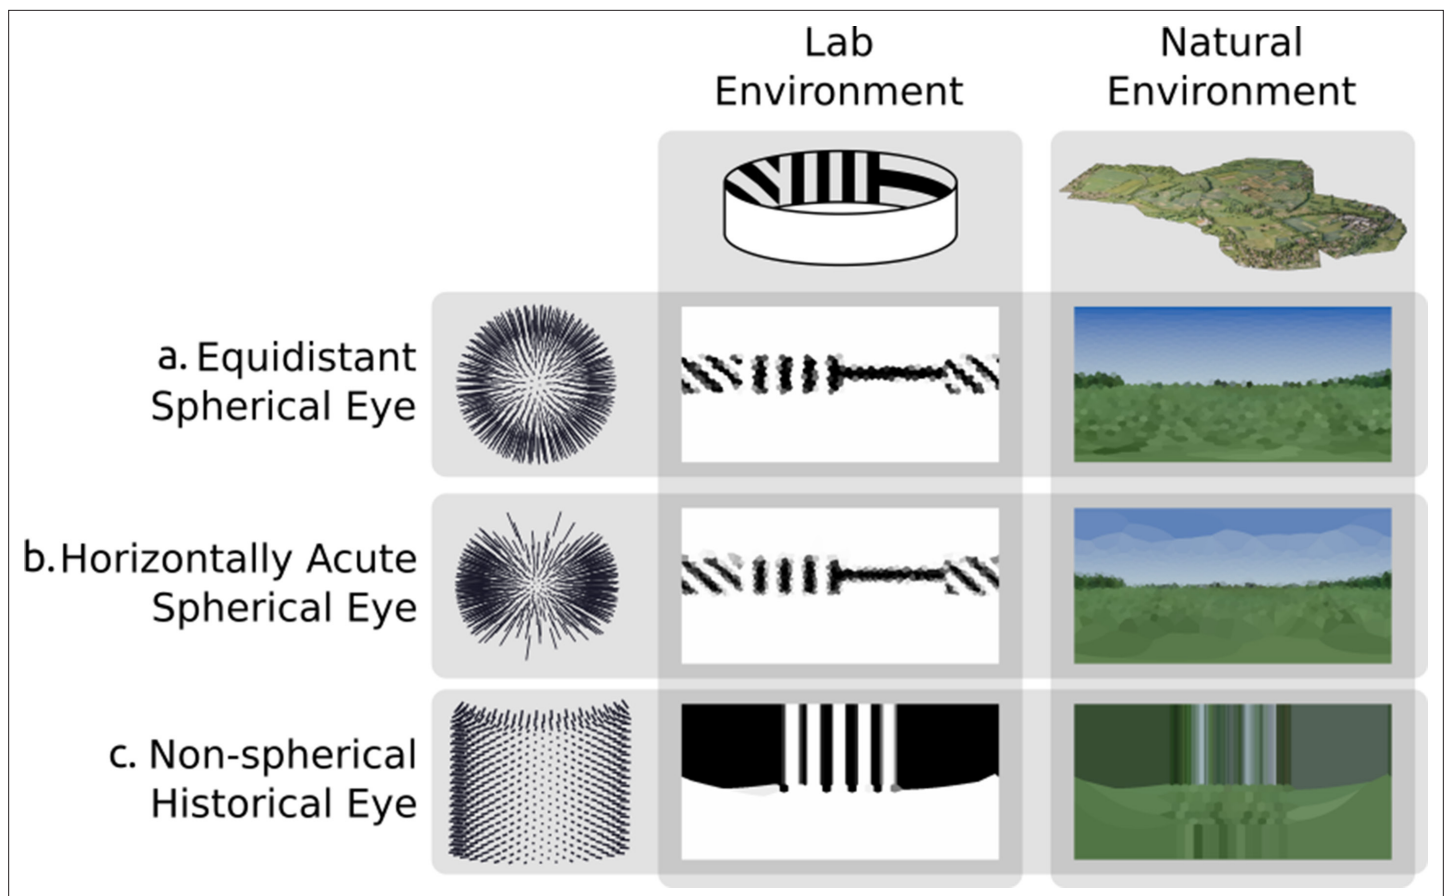 Lab
Environment
Natural
Environment
a. Equidistant
Spherical Eye
b. Horizontally Acute
Spherical Eye
c. Non-spherical
Historical Eye